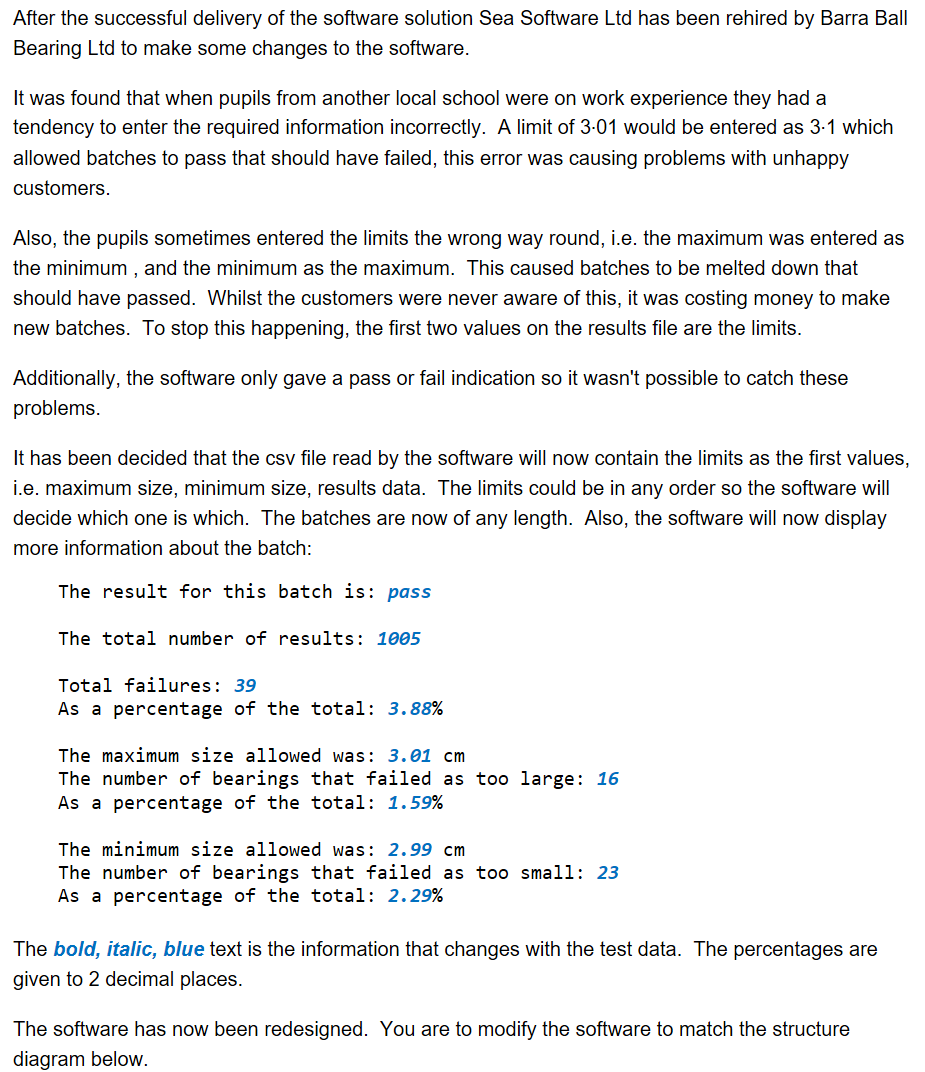 After the successful delivery of the software solution Sea Software Ltd has been rehired by Barra Ball
Bearing Ltd to make some changes to the software.
It was found that when pupils from another local school were on work experience they had a
tendency to enter the required information incorrectly.  A limit of 3·01 would be entered as 3·1 which
allowed batches to pass that should have failed, this error was causing problems with unhappy
customers.
Also, the pupils sometimes entered the limits the wrong way round, i.e. the maximum was entered as
the minimum , and the minimum as the maximum.  This caused batches to be melted down that
should have passed.  Whilst the customers were never aware of this, it was costing money to make
new batches.  To stop this happening, the first two values on the results file are the limits.
Additionally, the software only gave a pass or fail indication so it wasn't possible to catch these
problems.
It has been decided that the csv file read by the software will now contain the limits as the first values,
i.e. maximum size, minimum size, results data.  The limits could be in any order so the software will
decide which one is which.  The batches are now of any length.  Also, the software will now display
more information about the batch:
The result for this batch is: pass
The total number of results: 1005
Total failures: 39
As a percentage of the total: 3.88%
The maximum size allowed was: 3.01 cm
The number of bearings that failed as too large: 16
As a percentage of the total: 1.59%
The minimum size allowed was: 2.99 cm
The number of bearings that failed as too small: 23
As a percentage of the total: 2.29%
The bold, italic, blue text is the information that changes with the test data.  The percentages are
given to 2 decimal places.
The software has now been redesigned.  You are to modify the software to match the structure
diagram below.